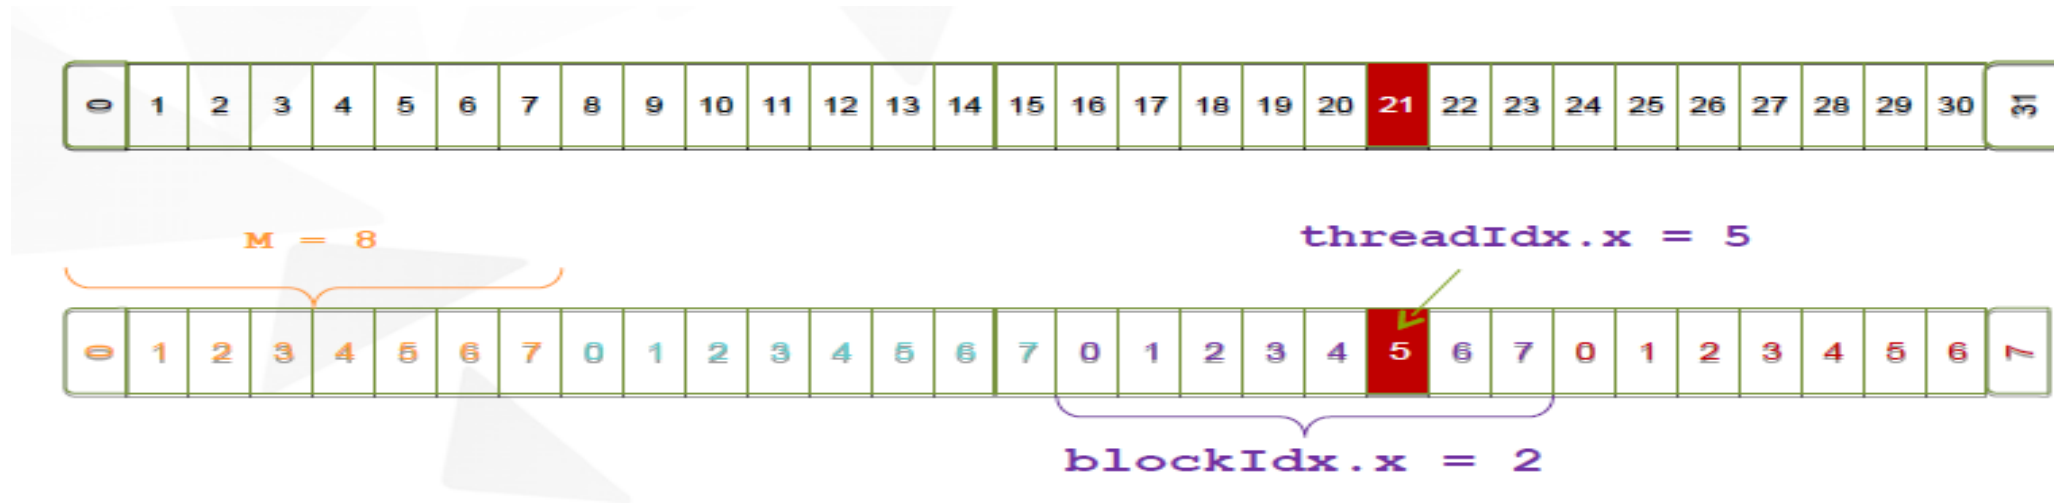 0 1 2 3 4 5 6 7 8 9 10 11 12 13 14 15 16 17 18 19 20 21 22 23 24 25 26 27 28 29 30 31
M = 8
threadIdx.x = 5
0 1 2 3 4 5 6 7 0 1 2 3 4 5 6 7 0 1 2 3 4 5 6 7 0 1 2 3 4 5 6 7
blockIdx.x = 2